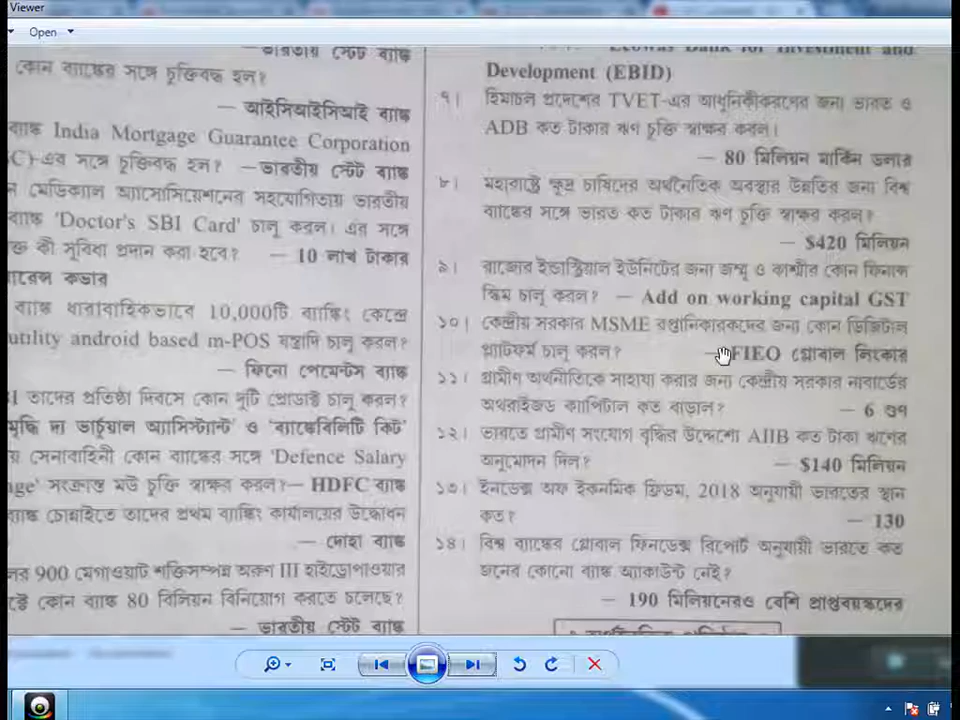 Viewer
Open
ভারতীয় স্টেট ব্যাঙ্ক
কোন ব্যাঙ্কের সঙ্গে চুক্তিবদ্ধ হল?
— আইসিআইসিআই ব্যাঙ্ক
ব্যাঙ্ক India Mortgage Guarantee Corporation
C)-এর সঙ্গে চুক্তিবদ্ধ হল? — ভারতীয় স্টেট ব্যাঙ্ক
ন মেডিক্যাল অ্যাসোসিয়েশনের সহযোগিতায় ভারতীয়
ব্যাঙ্ক 'Doctor's SBI Card' চালু করল। এর সঙ্গে
ক্ত কী সুবিধা প্রদান করা হবে? — 10 লাখ টাকার
রেন্স কভার
ব্যাঙ্ক ধারাবাহিকভাবে 10,000টি ব্যাঙ্কিং কেন্দ্রে
utility android based m-POS যন্ত্রাদি চালু করল?
— ফিনো পেমেন্টস ব্যাঙ্ক
I তাদের প্রতিষ্ঠা দিবসে কোন দুটি প্রোডাক্ট চালু করল?
মৃদ্ধি দা ভার্চুয়াল অ্যাসিস্ট্যান্ট' ও 'ব্যাঙ্কেবিলিটি কিট'
য় সেনাবাহিনী কোন ব্যাঙ্কের সঙ্গে 'Defence Salary
age' সংক্রান্ত মউ চুক্তি স্বাক্ষর করল?— HDFC ব্যাঙ্ক
ব্যাঙ্ক চেন্নাইতে তাদের প্রথম ব্যাঙ্কিং কার্যালয়ের উদ্বোধন
— দোহা ব্যাঙ্ক
লর 900 মেগাওয়াট শক্তিসম্পন্ন অরুণ III হাইড্রোপাওয়ার
ক্টে কোন ব্যাঙ্ক 80 বিলিয়ন বিনিয়োগ করতে চলেছে?
— ভারতীয় স্টেট ব্যাঙ্ক
Ecowas Bank for Investment and
Development (EBID)
৭। হিমাচল প্রদেশের TVET-এর আধুনিকীকরণের জন্য ভারত ও
ADB কত টাকার ঋণ চুক্তি স্বাক্ষর করল।
— 80 মিলিয়ন মার্কিন ডলার
৮। মহারাষ্ট্রে ক্ষুদ্র চাষিদের অর্থনৈতিক অবস্থার উন্নতির জন্য বিশ্ব
ব্যাঙ্কের সঙ্গে ভারত কত টাকার ঋণ চুক্তি স্বাক্ষর করল?
— $420 মিলিয়ন
৯। রাজ্যের ইন্ডাস্ট্রিয়াল ইউনিটের জন্য জম্মু ও কাশ্মীর কোন ফিনান্স
স্কিম চালু করল? — Add on working capital GST
১০। কেন্দ্রীয় সরকার MSME রপ্তানিকারকদের জন্য কোন ডিজিটাল
প্ল্যাটফর্ম চালু করল? — FIEO গ্লোবাল লিংকার
১১। গ্রামীণ অর্থনীতিকে সাহায্য করার জন্য কেন্দ্রীয় সরকার নাবার্ডের
অথরাইজড ক্যাপিটাল কত বাড়াল? — 6 গুণ
১২। ভারতে গ্রামীণ সংযোগ বৃদ্ধির উদ্দেশ্যে AIIB কত টাকা ঋণের
অনুমোদন দিল? — $140 মিলিয়ন
১৩। ইনডেক্স অফ ইকনমিক ফ্রিডম, 2018 অনুযায়ী ভারতের স্থান
কত? — 130
১৪। বিশ্ব ব্যাঙ্কের গ্লোবাল ফিনডেক্স রিপোর্ট অনুযায়ী ভারতে কত
জনের কোনো ব্যাঙ্ক অ্যাকাউন্ট নেই?
— 190 মিলিয়নেরও বেশি প্রাপ্তবয়স্কদের